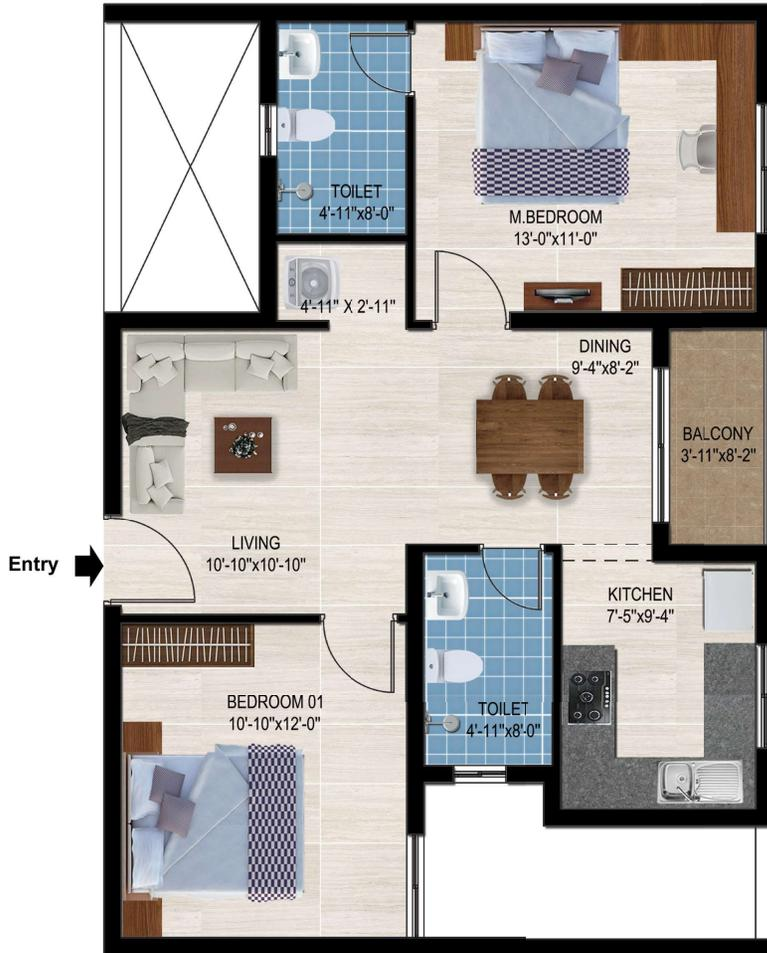 TOILET
4'-11"x8'-0"
M.BEDROOM
13'-0"x11'-0"
4'-11" X 2'-11"
DINING
9'-4"x8'-2"
BALCONY
3'-11"x8'-2"
LIVING
10'-10"x10'-10"
Entry
KITCHEN
7'-5"x9'-4"
BEDROOM 01
10'-10"x12'-0"
TOILET
4'-11"x8'-0"